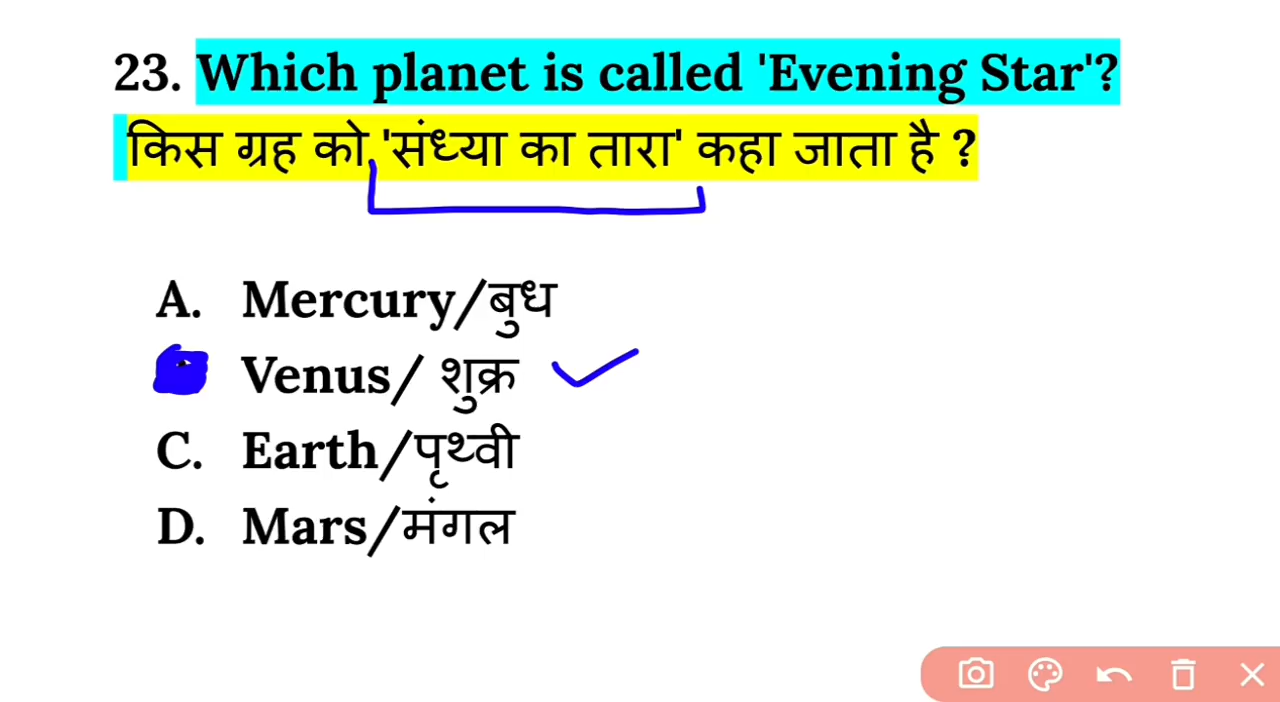 23. Which planet is called 'Evening Star'?
किस ग्रह को 'संध्या का तारा' कहा जाता है ?
A. Mercury/बुध
Venus/ शुक्र
C. Earth/पृथ्वी
D. Mars/मंगल